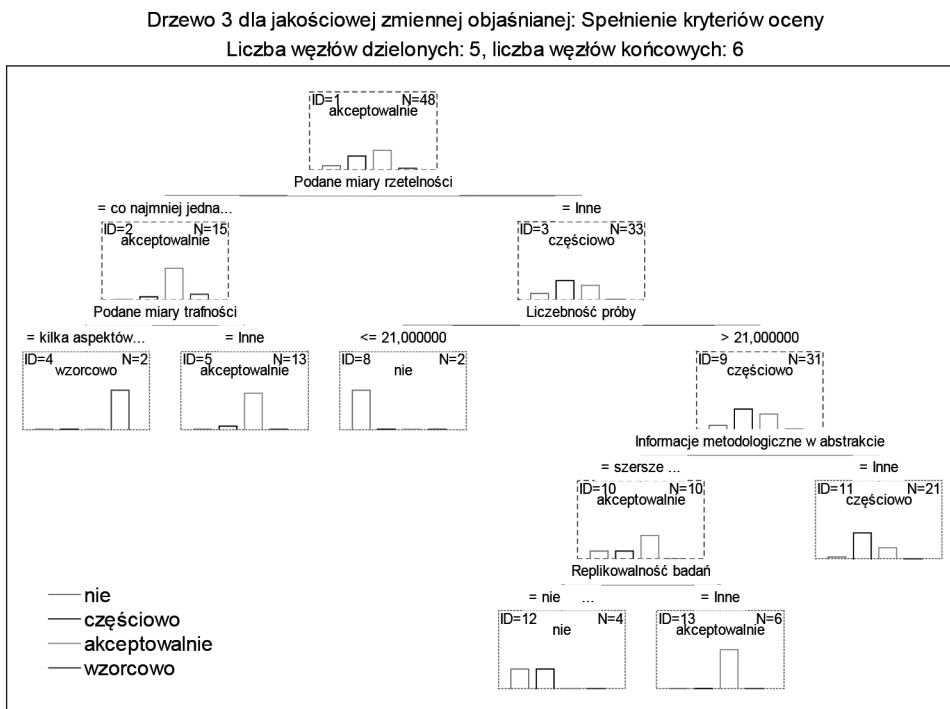 Drzewo 3 dla jakościowej zmiennej objaśnianej: Spełnienie kryteriów oceny
Liczba węzłów dzielonych: 5, liczba węzłów końcowych: 6
ID=1 N=48
akceptowalnie
Podane miary rzetelności
= co najmniej jedna... = Inne
ID=2 N=15 ID=3 N=33
akceptowalnie częściowo
Podane miary trafności Liczebność próby
= kilka aspektów... = Inne <= 21,000000 > 21,000000
ID=4 N=2 ID=5 N=13 ID=8 N=2 ID=9 N=31
wzorcowo akceptowalnie nie częściowo
Informacje metodologiczne w abstrakcie
= szersze ... = Inne
ID=10 N=10 ID=11 N=21
akceptowalnie częściowo
Replikowalność badań
= nie ... = Inne
ID=12 N=4 ID=13 N=6
nie akceptowalnie
nie
częściowo
akceptowalnie
wzorcowo